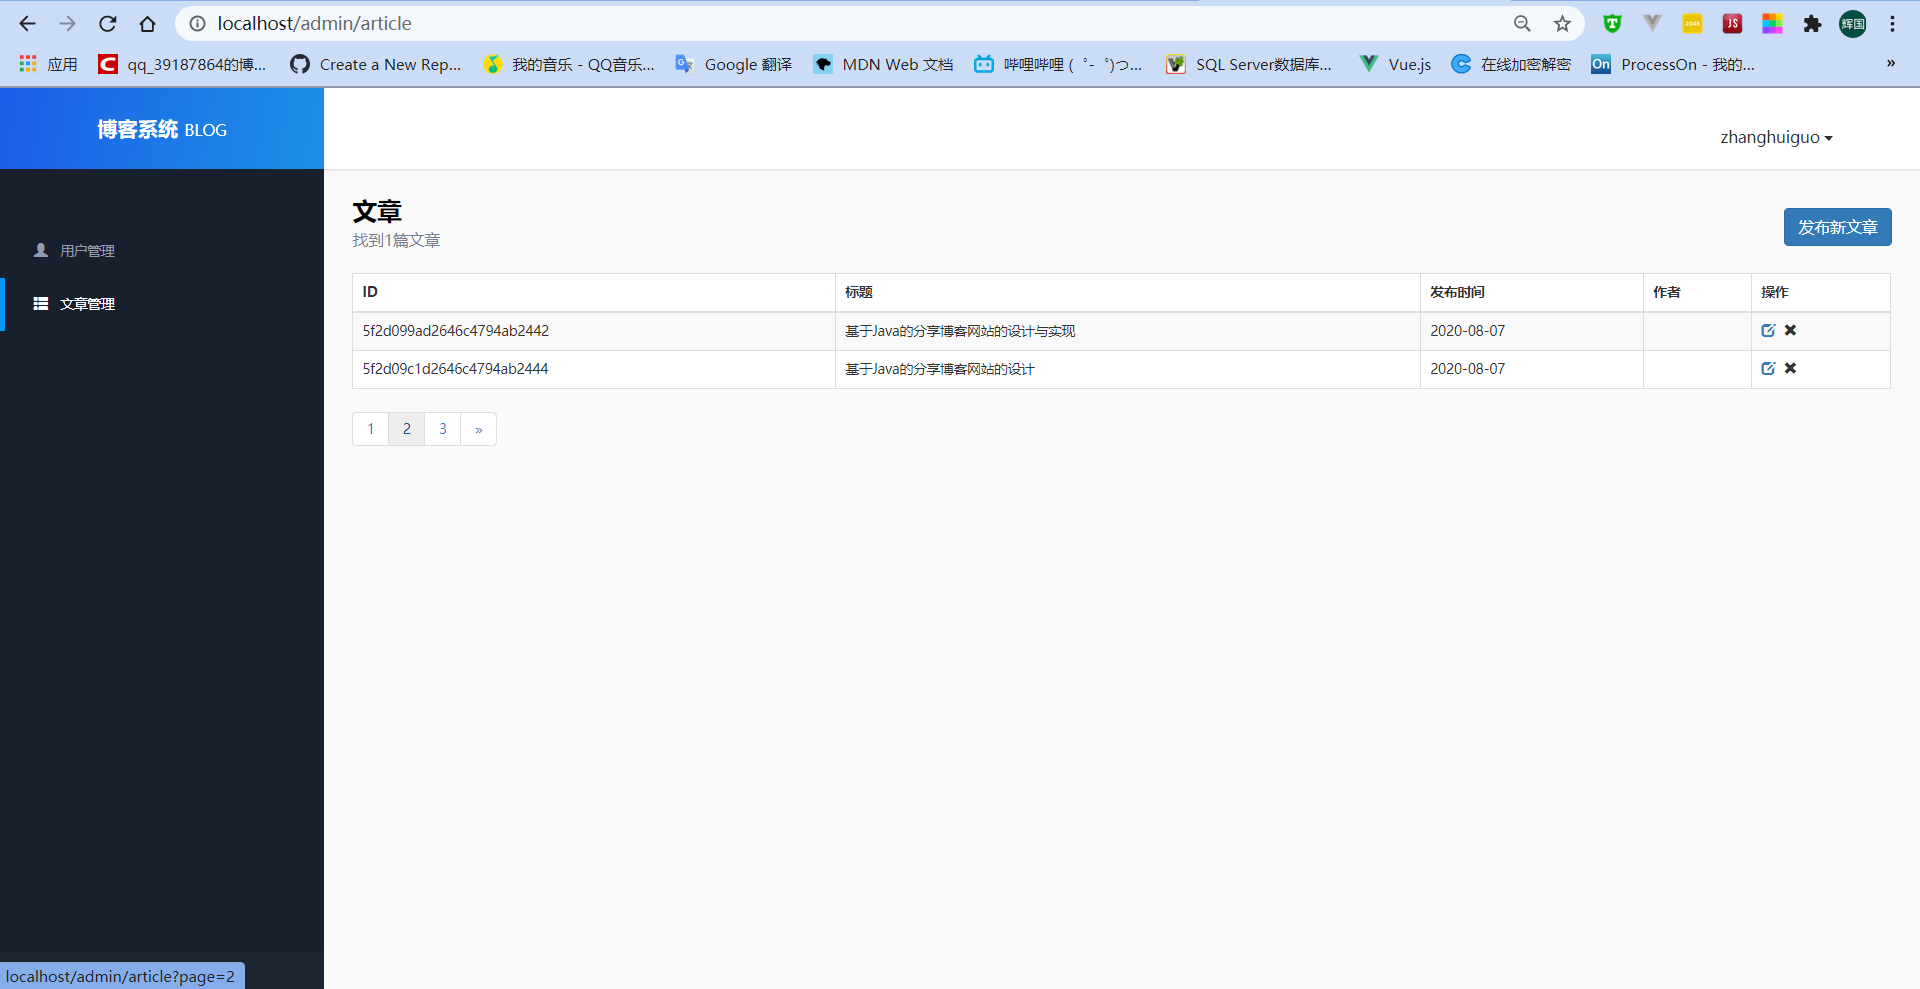 localhost/admin/article
2048
JS
辉国
应用
qq_39187864的博...
Create a New Rep...
我的音乐 - QQ音乐...
Google 翻译
MDN Web 文档
哔哩哔哩 ( ゜- ゜)つ...
SQL Server数据库...
Vue.js
在线加密解密
On
ProcessOn - 我的...
»
博客系统 BLOG
zhanghuiguo
用户管理
文章管理
文章
找到1篇文章
发布新文章
ID 标题 发布时间 作者 操作
5f2d099ad2646c4794ab2442 基于Java的分享博客网站的设计与实现 2020-08-07
5f2d09c1d2646c4794ab2444 基于Java的分享博客网站的设计 2020-08-07
1 2 3 »
localhost/admin/article?page=2